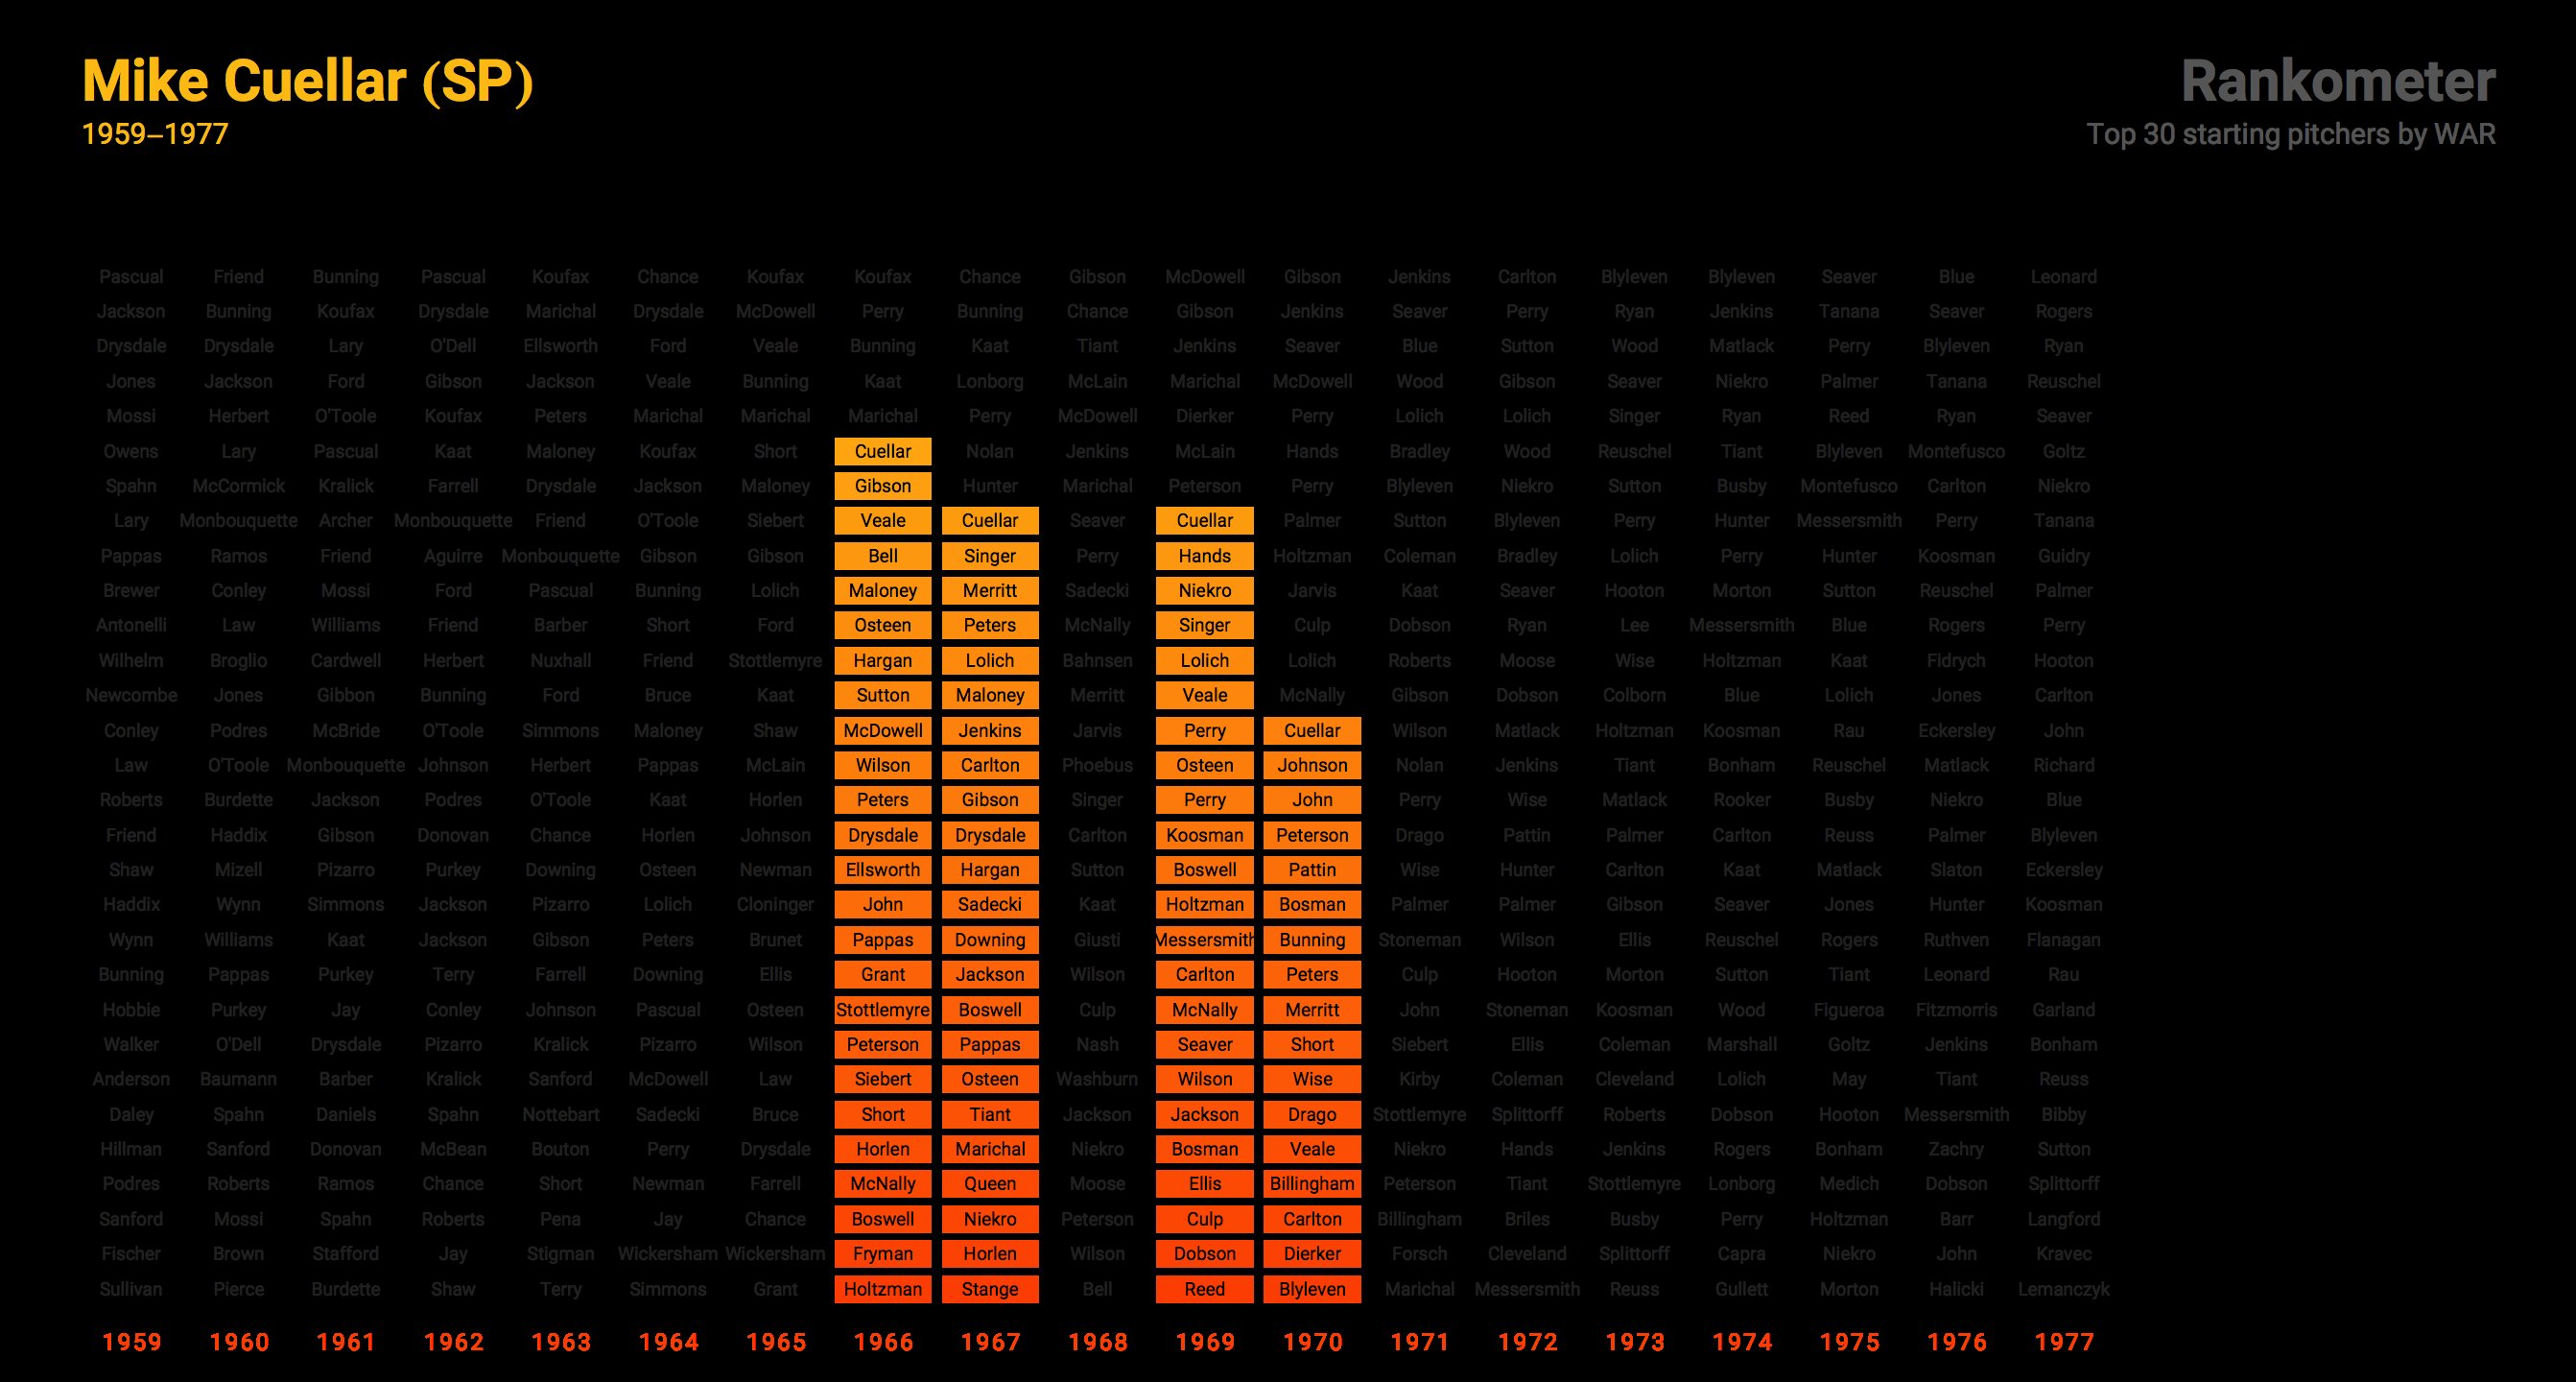 Mike Cuellar (SP)
Rankometer
1959–1977
Top 30 starting pitchers by WAR
Pascual Friend Bunning Pascual Koufax Chance Koufax Koufax Chance Gibson McDowell Gibson Jenkins Carlton Blyleven Blyleven Seaver Blue Leonard
Jackson Bunning Koufax Drysdale Marichal Drysdale McDowell Perry Bunning Chance Gibson Jenkins Seaver Perry Ryan Jenkins Tanana Seaver Rogers
Drysdale Drysdale Lary O'Dell Ellsworth Ford Veale Bunning Kaat Tiant Jenkins Seaver Blue Sutton Wood Matlack Perry Blyleven Ryan
Jones Jackson Ford Gibson Jackson Veale Bunning Kaat Lonborg McLain Marichal McDowell Wood Gibson Seaver Niekro Palmer Tanana Reuschel
Mossi Herbert O'Toole Koufax Peters Marichal Marichal Marichal Perry McDowell Dierker Perry Lolich Lolich Singer Ryan Reed Ryan Seaver
Owens Lary Pascual Kaat Maloney Koufax Short Cuellar Nolan Jenkins McLain Hands Bradley Wood Reuschel Tiant Blyleven Montefusco Goltz
Spahn McCormick Kralick Farrell Drysdale Jackson Maloney Gibson Hunter Marichal Peterson Perry Blyleven Niekro Sutton Busby Montefusco Carlton Niekro
Lary Monbouquette Archer Monbouquette Friend O'Toole Siebert Veale Cuellar Seaver Cuellar Palmer Sutton Blyleven Perry Hunter Messersmith Perry Tanana
Pappas Ramos Friend Aguirre Monbouquette Gibson Gibson Bell Singer Perry Hands Holtzman Coleman Bradley Lolich Perry Hunter Koosman Guidry
Brewer Conley Mossi Ford Pascual Bunning Lolich Maloney Merritt Sadecki Niekro Jarvis Kaat Seaver Hooton Morton Sutton Reuschel Palmer
Antonelli Law Williams Friend Barber Short Ford Osteen Peters McNally Singer Culp Dobson Ryan Lee Messersmith Blue Rogers Perry
Wilhelm Broglio Cardwell Herbert Nuxhall Friend Stottlemyre Hargan Lolich Bahnsen Lolich Lolich Roberts Moose Wise Holtzman Kaat Fidrych Hooton
Newcombe Jones Gibbon Bunning Ford Bruce Kaat Sutton Maloney Merritt Veale McNally Gibson Dobson Colborn Blue Lolich Jones Carlton
Conley Podres McBride O'Toole Simmons Maloney Shaw McDowell Jenkins Jarvis Perry Cuellar Wilson Matlack Holtzman Koosman Rau Eckersley John
Law O'Toole Monbouquette Johnson Herbert Pappas McLain Wilson Carlton Phoebus Osteen Johnson Nolan Jenkins Tiant Bonham Reuschel Matlack Richard
Roberts Burdette Jackson Podres O'Toole Kaat Horlen Peters Gibson Singer Perry John Perry Wise Matlack Rooker Busby Niekro Blue
Friend Haddix Gibson Donovan Chance Horlen Johnson Drysdale Drysdale Carlton Koosman Peterson Drago Pattin Palmer Carlton Reuss Palmer Blyleven
Shaw Mizell Pizarro Purkey Downing Osteen Newman Ellsworth Hargan Sutton Boswell Pattin Wise Hunter Carlton Kaat Matlack Slaton Eckersley
Haddix Wynn Simmons Jackson Pizarro Lolich Cloninger John Sadecki Kaat Holtzman Bosman Palmer Palmer Gibson Seaver Jones Hunter Koosman
Wynn Williams Kaat Jackson Gibson Peters Brunet Pappas Downing Giusti Messersmith Bunning Stoneman Wilson Ellis Reuschel Rogers Ruthven Flanagan
Bunning Pappas Purkey Terry Farrell Downing Ellis Grant Jackson Wilson Carlton Peters Culp Hooton Morton Sutton Tiant Leonard Rau
Hobbie Purkey Jay Conley Johnson Pascual Osteen Stottlemyre Boswell Culp McNally Merritt John Stoneman Koosman Wood Figueroa Fitzmorris Garland
Walker O'Dell Drysdale Pizarro Kralick Pizarro Wilson Peterson Pappas Nash Seaver Short Siebert Ellis Coleman Marshall Goltz Jenkins Bonham
Anderson Baumann Barber Kralick Sanford McDowell Law Siebert Osteen Washburn Wilson Wise Kirby Coleman Cleveland Lolich May Tiant Reuss
Daley Spahn Daniels Spahn Nottebart Sadecki Bruce Short Tiant Jackson Jackson Drago Stottlemyre Splittorff Roberts Dobson Hooton Messersmith Bibby
Hillman Sanford Donovan McBean Bouton Perry Drysdale Horlen Marichal Niekro Bosman Veale Niekro Hands Jenkins Rogers Bonham Zachry Sutton
Podres Roberts Ramos Chance Short Newman Farrell McNally Queen Moose Ellis Billingham Peterson Tiant Stottlemyre Lonborg Medich Dobson Splittorff
Sanford Mossi Spahn Roberts Pena Jay Chance Boswell Niekro Peterson Culp Carlton Billingham Briles Busby Perry Holtzman Barr Langford
Fischer Brown Stafford Jay Stigman Wickersham Wickersham Fryman Horlen Wilson Dobson Dierker Forsch Cleveland Splittorff Capra Niekro John Kravec
Sullivan Pierce Burdette Shaw Terry Simmons Grant Holtzman Stange Bell Reed Blyleven Marichal Messersmith Reuss Gullett Morton Halicki Lemanczyk
1959 1960 1961 1962 1963 1964 1965 1966 1967 1968 1969 1970 1971 1972 1973 1974 1975 1976 1977